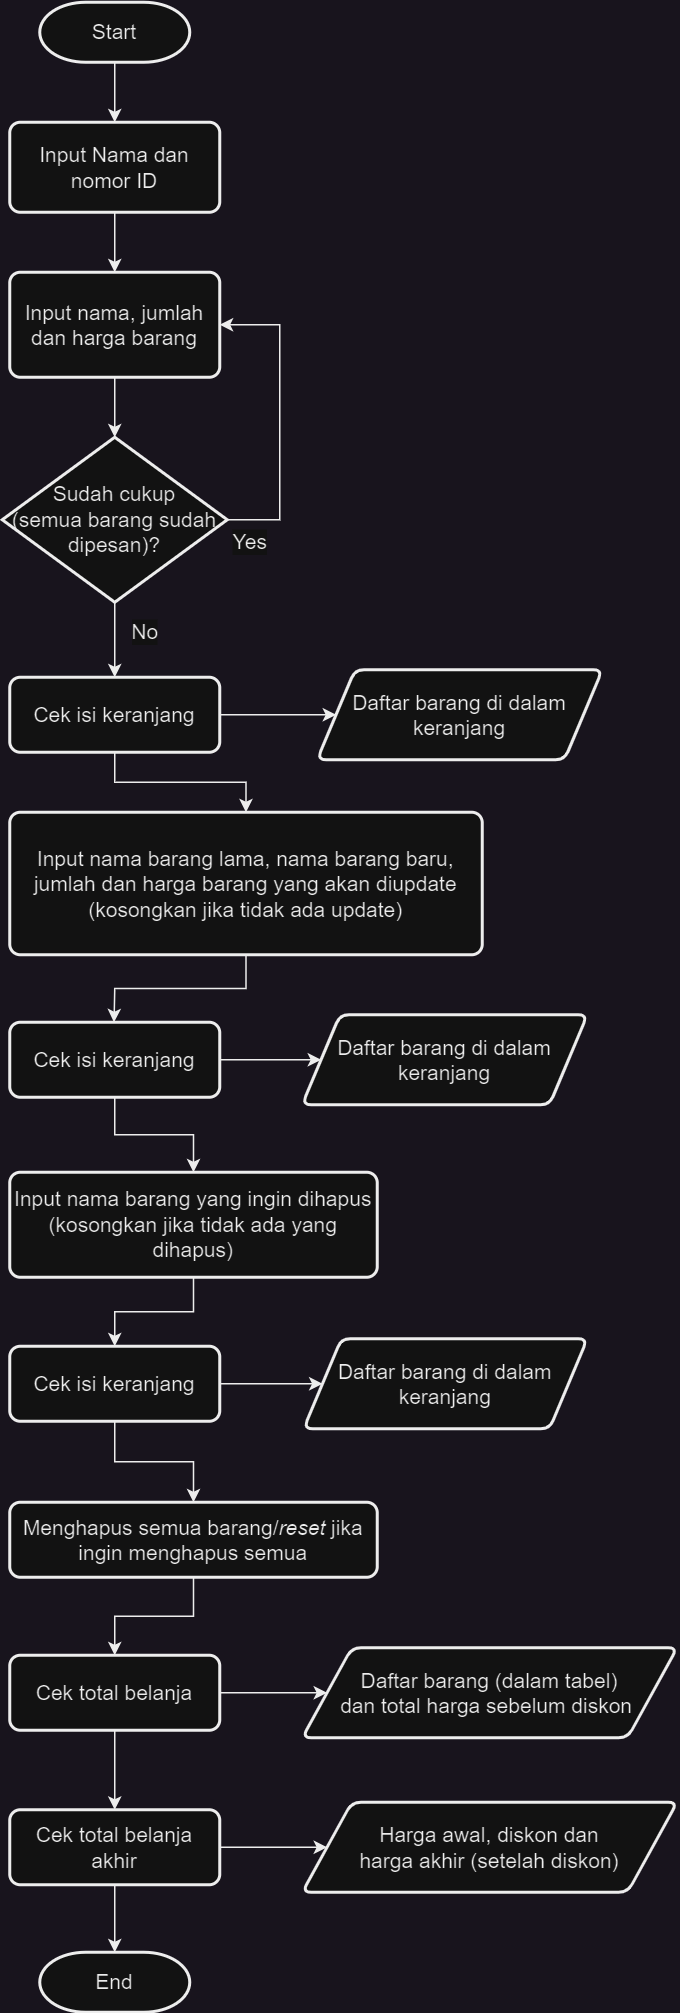 Start
Input Nama dan
nomor ID
Input nama, jumlah
dan harga barang
Sudah cukup
(semua barang sudah
dipesan)?
Yes
No
Cek isi keranjang
Daftar barang di dalam
keranjang
Input nama barang lama, nama barang baru,
jumlah dan harga barang yang akan diupdate
(kosongkan jika tidak ada update)
Cek isi keranjang
Daftar barang di dalam
keranjang
Input nama barang yang ingin dihapus
(kosongkan jika tidak ada yang
dihapus)
Cek isi keranjang
Daftar barang di dalam
keranjang
Menghapus semua barang/reset jika
ingin menghapus semua
Cek total belanja
Daftar barang (dalam tabel)
dan total harga sebelum diskon
Cek total belanja
akhir
Harga awal, diskon dan
harga akhir (setelah diskon)
End